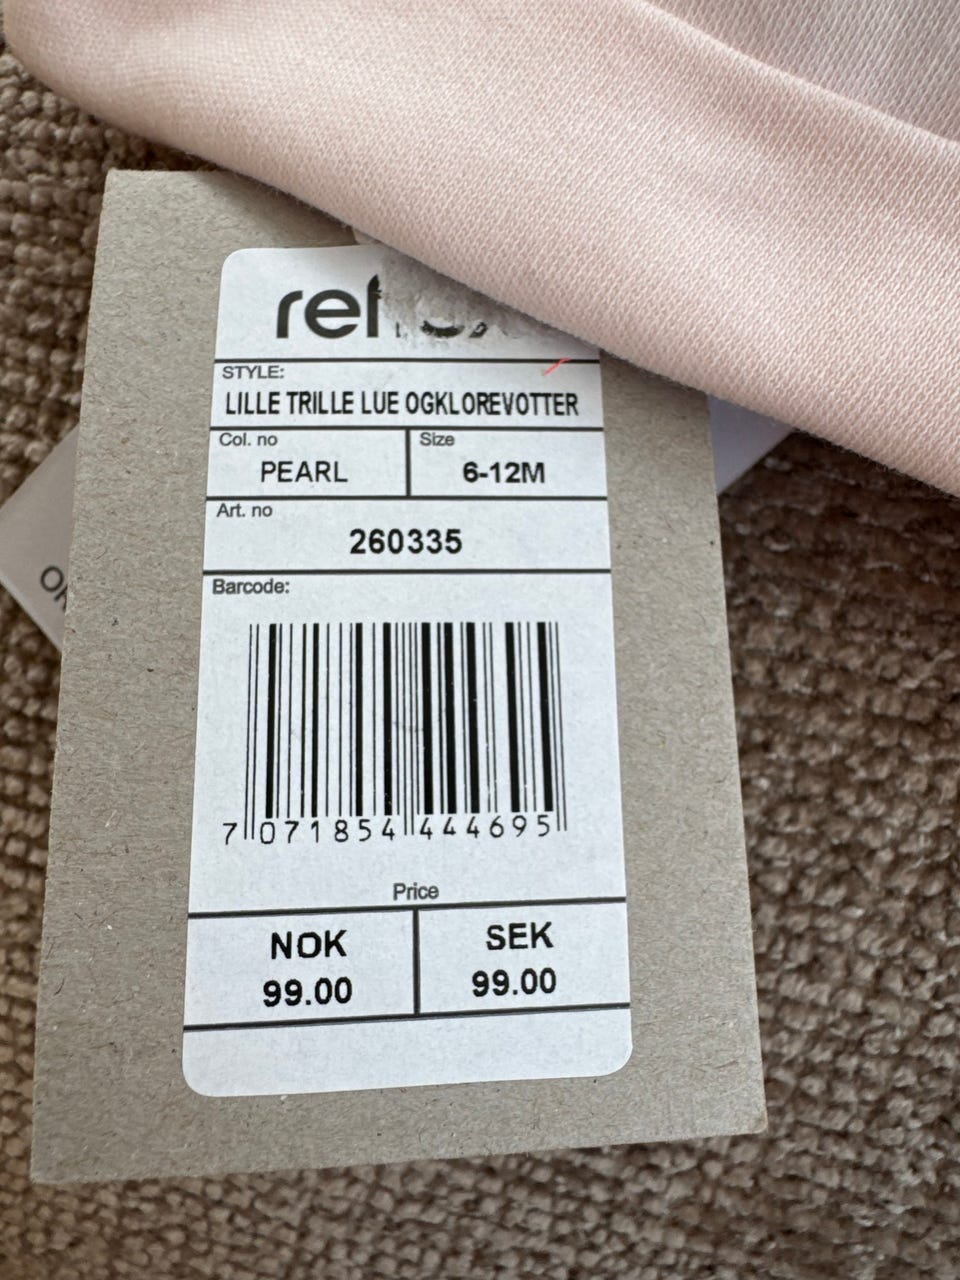 STYLE:
LILLE TRILLE LUE OGKLOREVOTTER
Col. no
Size
PEARL
6-12M
Art. no
260335
Barcode:
7 071854 444695
Price
NOK
SEK
99.00
99.00